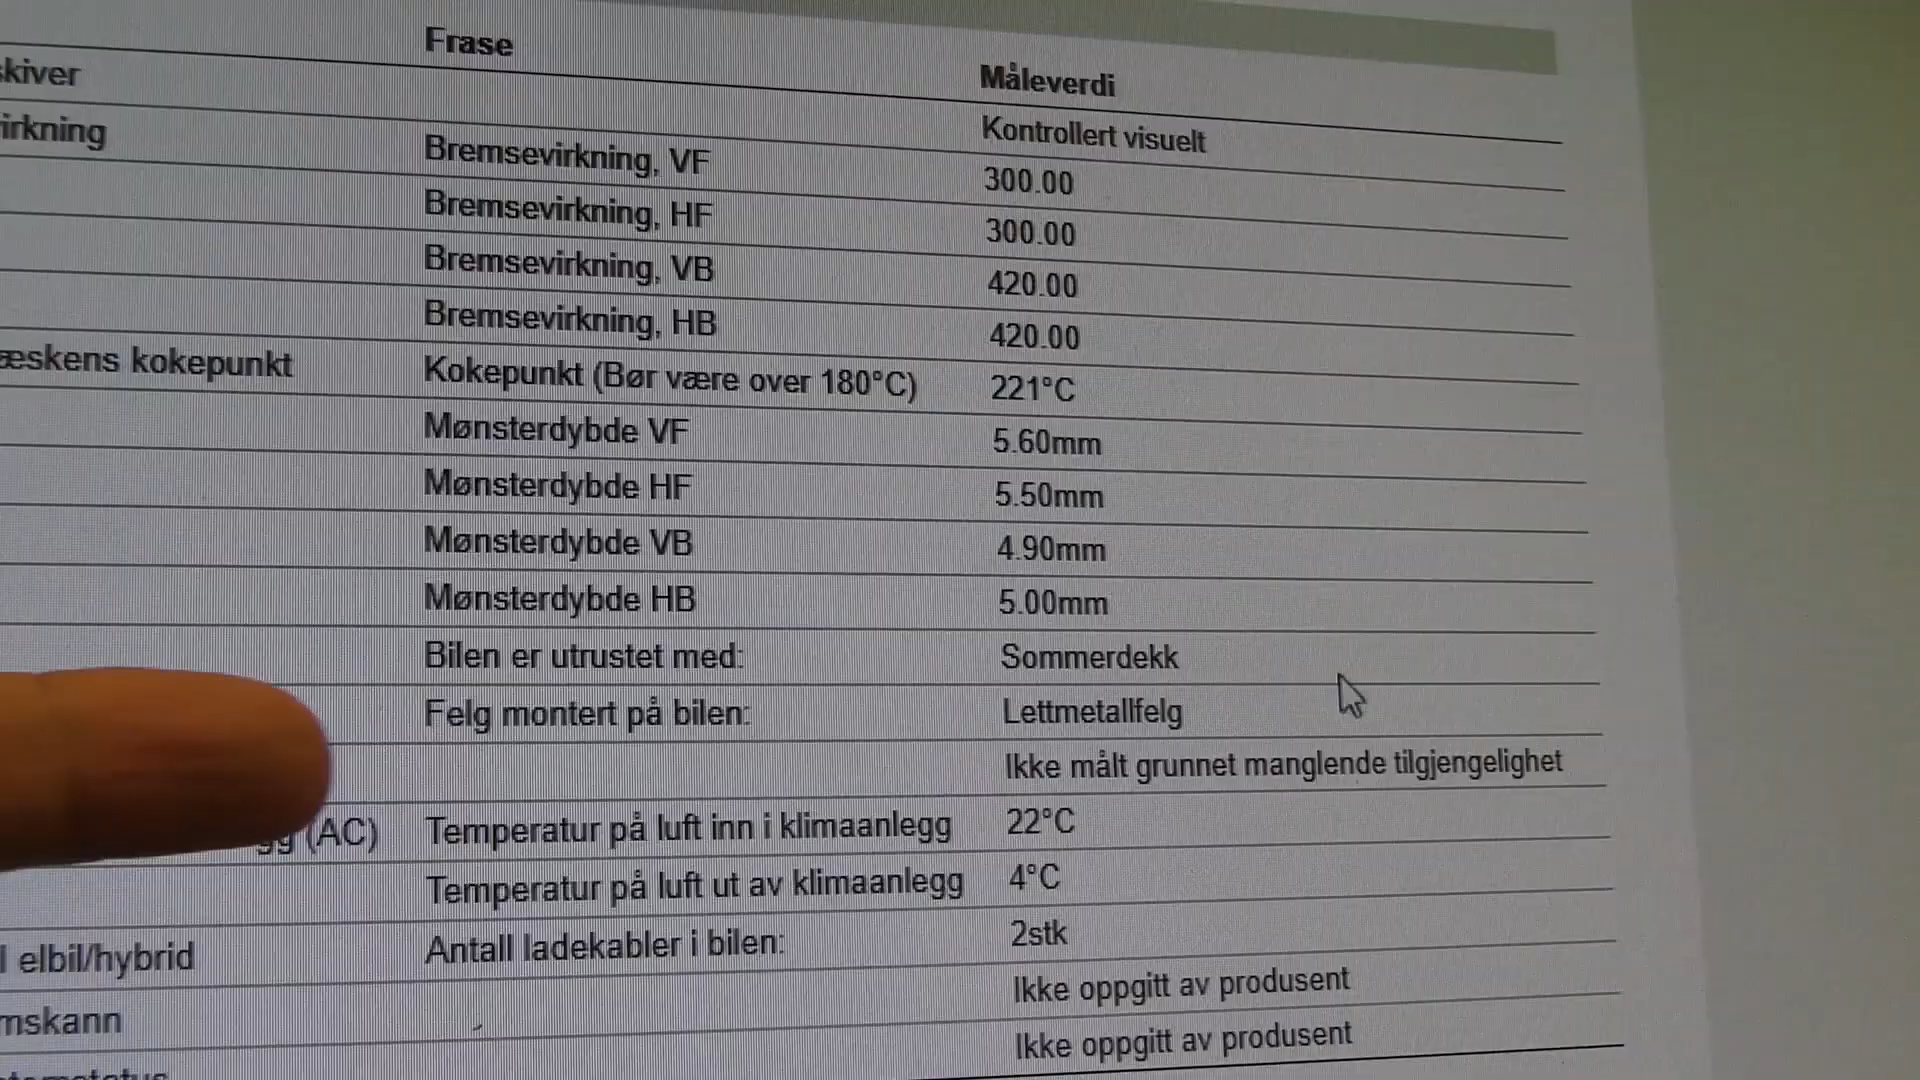 Frase Måleverdi
skiver Kontrollert visuelt
irkning Bremsevirkning, VF 300.00
Bremsevirkning, HF 300.00
Bremsevirkning, VB 420.00
Bremsevirkning, HB 420.00
æskens kokepunkt Kokepunkt (Bør være over 180°C) 221°C
Mønsterdybde VF 5.60mm
Mønsterdybde HF 5.50mm
Mønsterdybde VB 4.90mm
Mønsterdybde HB 5.00mm
Bilen er utrustet med: Sommerdekk
Felg montert på bilen: Lettmetallfelg
Ikke målt grunnet manglende tilgjengelighet
gg (AC) Temperatur på luft inn i klimaanlegg 22°C
Temperatur på luft ut av klimaanlegg 4°C
l elbil/hybrid Antall ladekabler i bilen: 2stk
mskann Ikke oppgitt av produsent
Ikke oppgitt av produsent